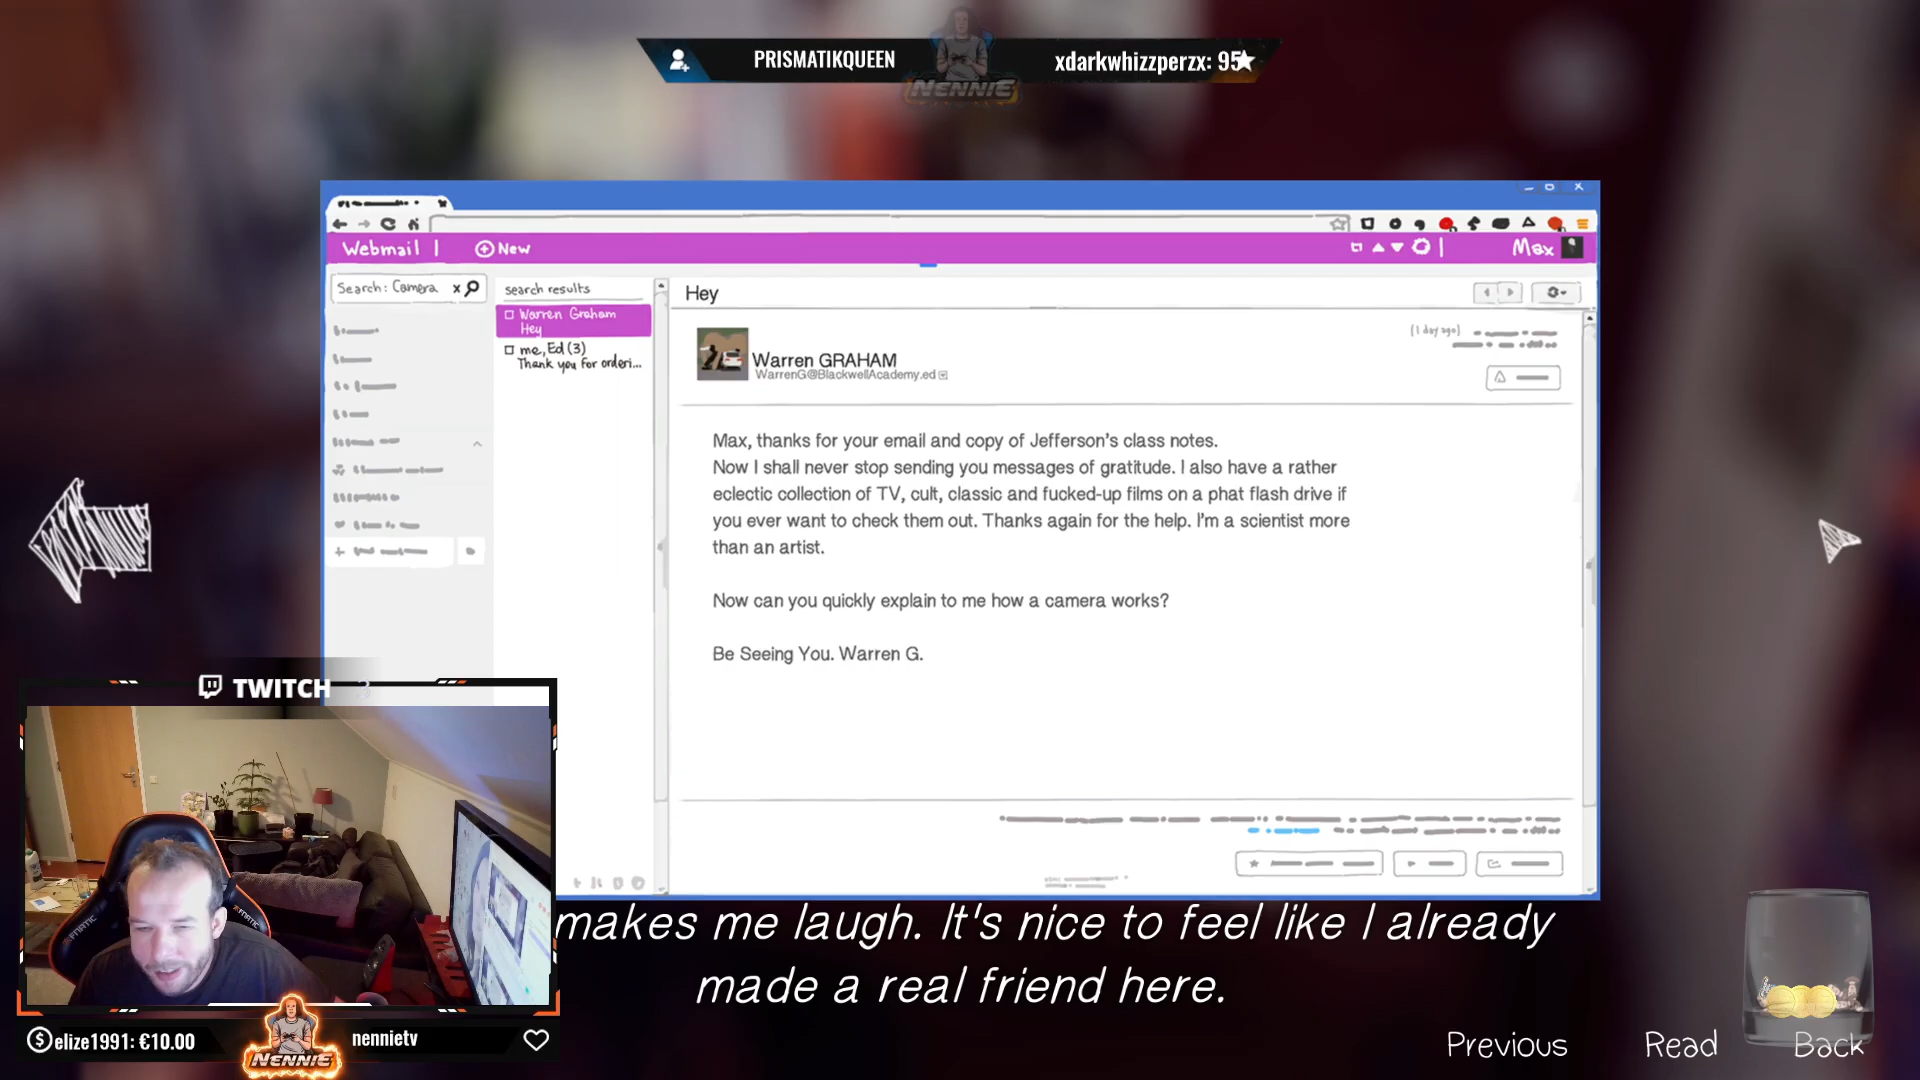 PRISMATIKQUEEN
xdarkwhizzperzx: 95
NENNIE
Webmail
New
Max
Search: Camera x
search results
Hey
Warren Graham
Hey
me, Ed (3)
Thank you for orderi...
(1 day ago)
Warren GRAHAM
WarrenG@BlackwellAcademy.ed
Max, thanks for your email and copy of Jefferson's class notes.
Now I shall never stop sending you messages of gratitude. I also have a rather
eclectic collection of TV, cult, classic and fucked-up films on a phat flash drive if
you ever want to check them out. Thanks again for the help. I'm a scientist more
than an artist.
Now can you quickly explain to me how a camera works?
Be Seeing You. Warren G.
TWITCH
FNATIC
makes me laugh. It's nice to feel like I already
made a real friend here.
elize1991: €10.00
NENNIE
nennietv
Previous
Read
Back